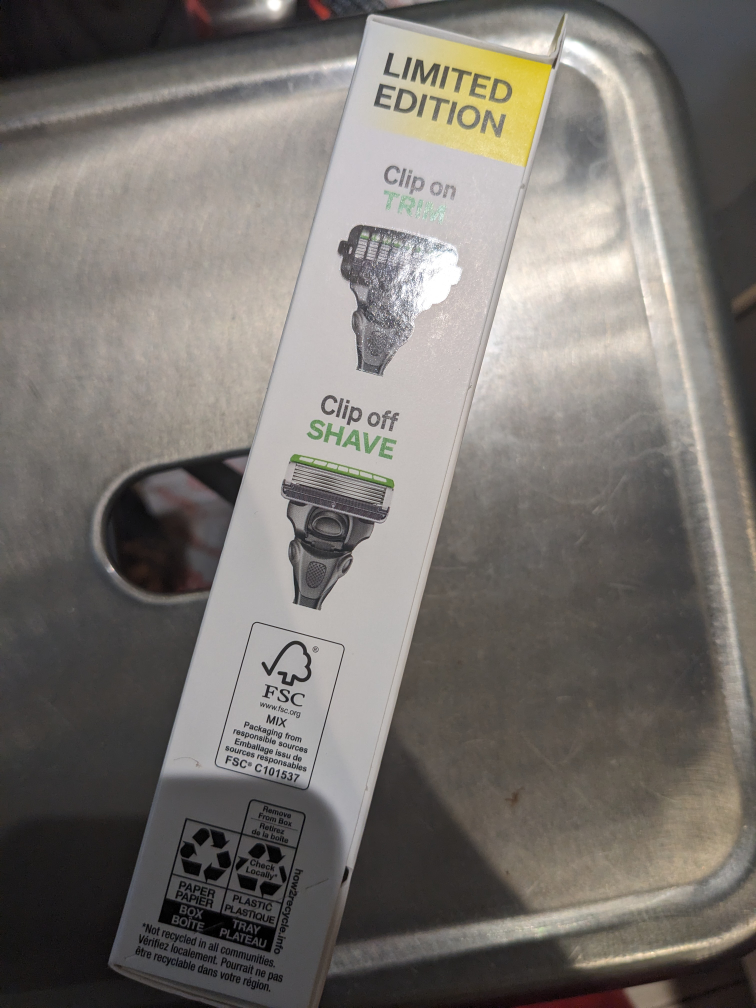 LIMITED
EDITION
Clip on
TRIM
Clip off
SHAVE
®
FSC
www.fsc.org
MIX
Packaging from
responsible sources
Emballage issu de
sources responsables
FSC® C101537
Remove
From Box
Retirez
de la boîte
Check
Locally*
PAPER
PAPIER
BOX
BOÎTE
PLASTIC
PLASTIQUE
TRAY
PLATEAU
how2recycle.info
*Not recycled in all communities.
Vérifiez localement. Pourrait ne pas
être recyclable dans votre région.